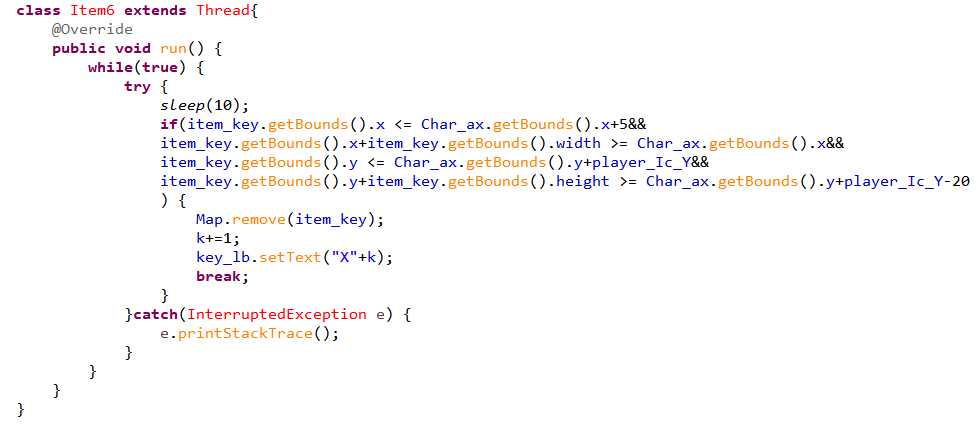 class Item6 extends Thread{
    @Override
    public void run() {
        while(true) {
            try {
                sleep(10);
                if(item_key.getBounds().x <= Char_ax.getBounds().x+5&&
                item_key.getBounds().x+item_key.getBounds().width >= Char_ax.getBounds().x&&
                item_key.getBounds().y <= Char_ax.getBounds().y+player_Ic_Y&&
                item_key.getBounds().y+item_key.getBounds().height >= Char_ax.getBounds().y+player_Ic_Y-20
                ) {
                    Map.remove(item_key);
                    k+=1;
                    key_lb.setText("X"+k);
                    break;
                }
            }catch(InterruptedException e) {
                e.printStackTrace();
            }
        }
    }
}